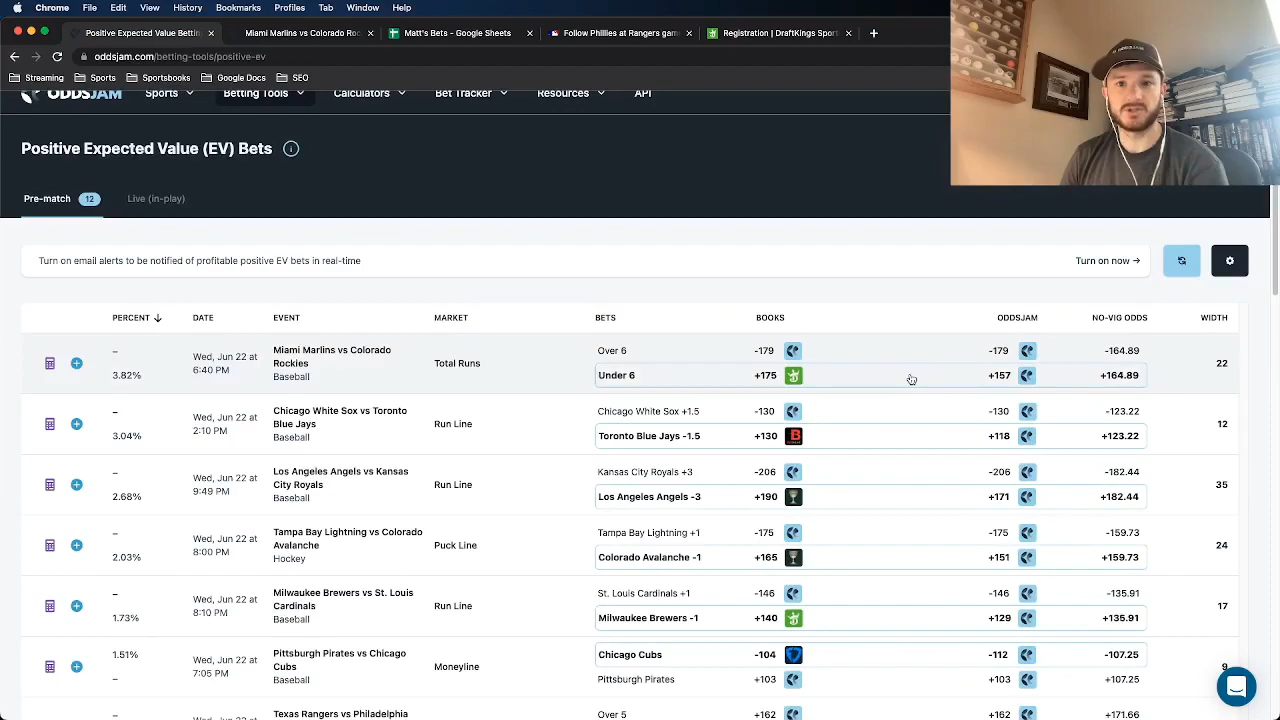 Chrome File Edit View History Bookmarks Profiles Tab Window Help
Positive Expected Value Bettin × Miami Marlins vs Colorado Roc × Math Stuff - Google Sheets × Follow Phillies at Rangers gam × Registration | DraftKings Sport × +
oddsjam.com/betting-tools/positive-ev
Streaming Sports Sportsbooks Google Docs SEO
ODDSJAM Sports Betting Tools Calculators Bet Tracker Resources API
Positive Expected Value (EV) Bets
Pre-match 12 Live (in-play)
Turn on email alerts to be notified of profitable positive EV bets in real-time Turn on now →
PERCENT ↓ DATE EVENT MARKET BETS BOOKS ODDSJAM NO-VIG ODDS WIDTH
–
3.82%
Wed, Jun 22 at
6:40 PM
Miami Marlins vs Colorado
Rockies
Baseball
Total Runs
Over 6 -179 -179 -164.89
Under 6 +175 +157 +164.89
22
–
3.04%
Wed, Jun 22 at
2:10 PM
Chicago White Sox vs Toronto
Blue Jays
Baseball
Run Line
Chicago White Sox +1.5 -130 -130 -123.22
Toronto Blue Jays -1.5 +130 +118 +123.22
12
–
2.68%
Wed, Jun 22 at
9:49 PM
Los Angeles Angels vs Kansas
City Royals
Baseball
Run Line
Kansas City Royals +3 -206 -206 -182.44
Los Angeles Angels -3 +190 +171 +182.44
35
–
2.03%
Wed, Jun 22 at
8:00 PM
Tampa Bay Lightning vs Colorado
Avalanche
Hockey
Puck Line
Tampa Bay Lightning +1 -175 -175 -159.73
Colorado Avalanche -1 +165 +151 +159.73
24
–
1.73%
Wed, Jun 22 at
8:10 PM
Milwaukee Brewers vs St. Louis
Cardinals
Baseball
Run Line
St. Louis Cardinals +1 -146 -146 -135.91
Milwaukee Brewers -1 +140 +129 +135.91
17
1.51%
–
Wed, Jun 22 at
7:05 PM
Pittsburgh Pirates vs Chicago
Cubs
Baseball
Moneyline
Chicago Cubs -104 -112 -107.25
Pittsburgh Pirates +103 +103 +107.25
9
–
Texas Rangers vs Philadelphia
Over 5 +162 +162 +171.66